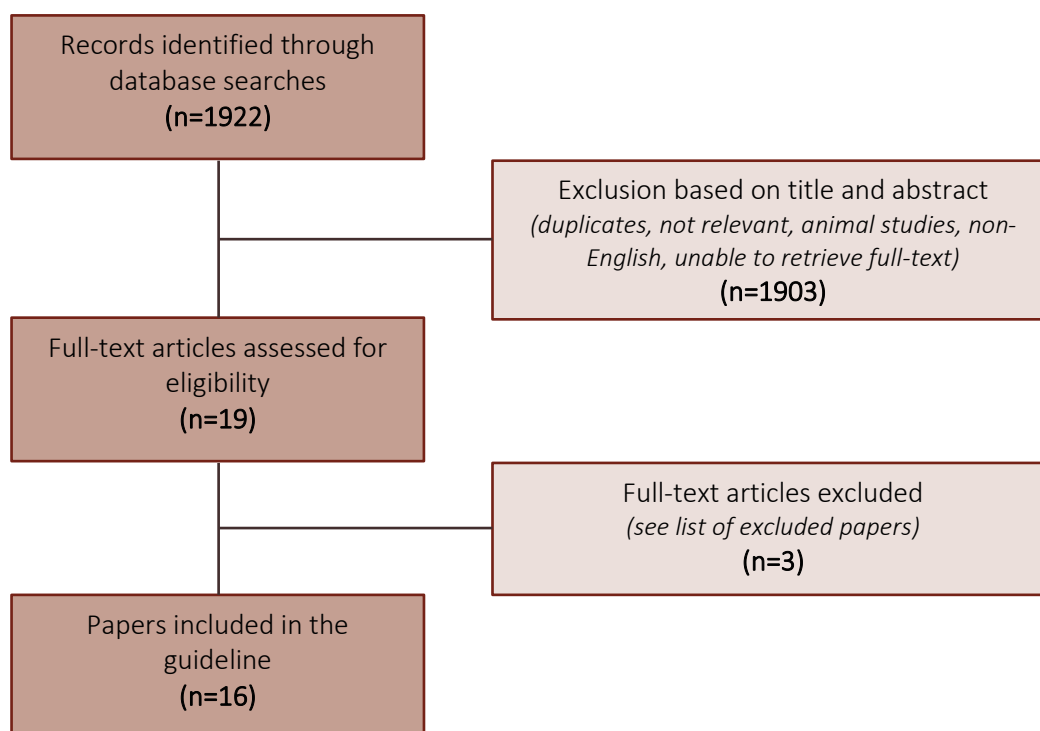 Records identified through
database searches
(n=1922)
Exclusion based on title and abstract
(duplicates, not relevant, animal studies, non-
English, unable to retrieve full-text)
(n=1903)
Full-text articles assessed for
eligibility
(n=19)
Full-text articles excluded
(see list of excluded papers)
(n=3)
Papers included in the
guideline
(n=16)